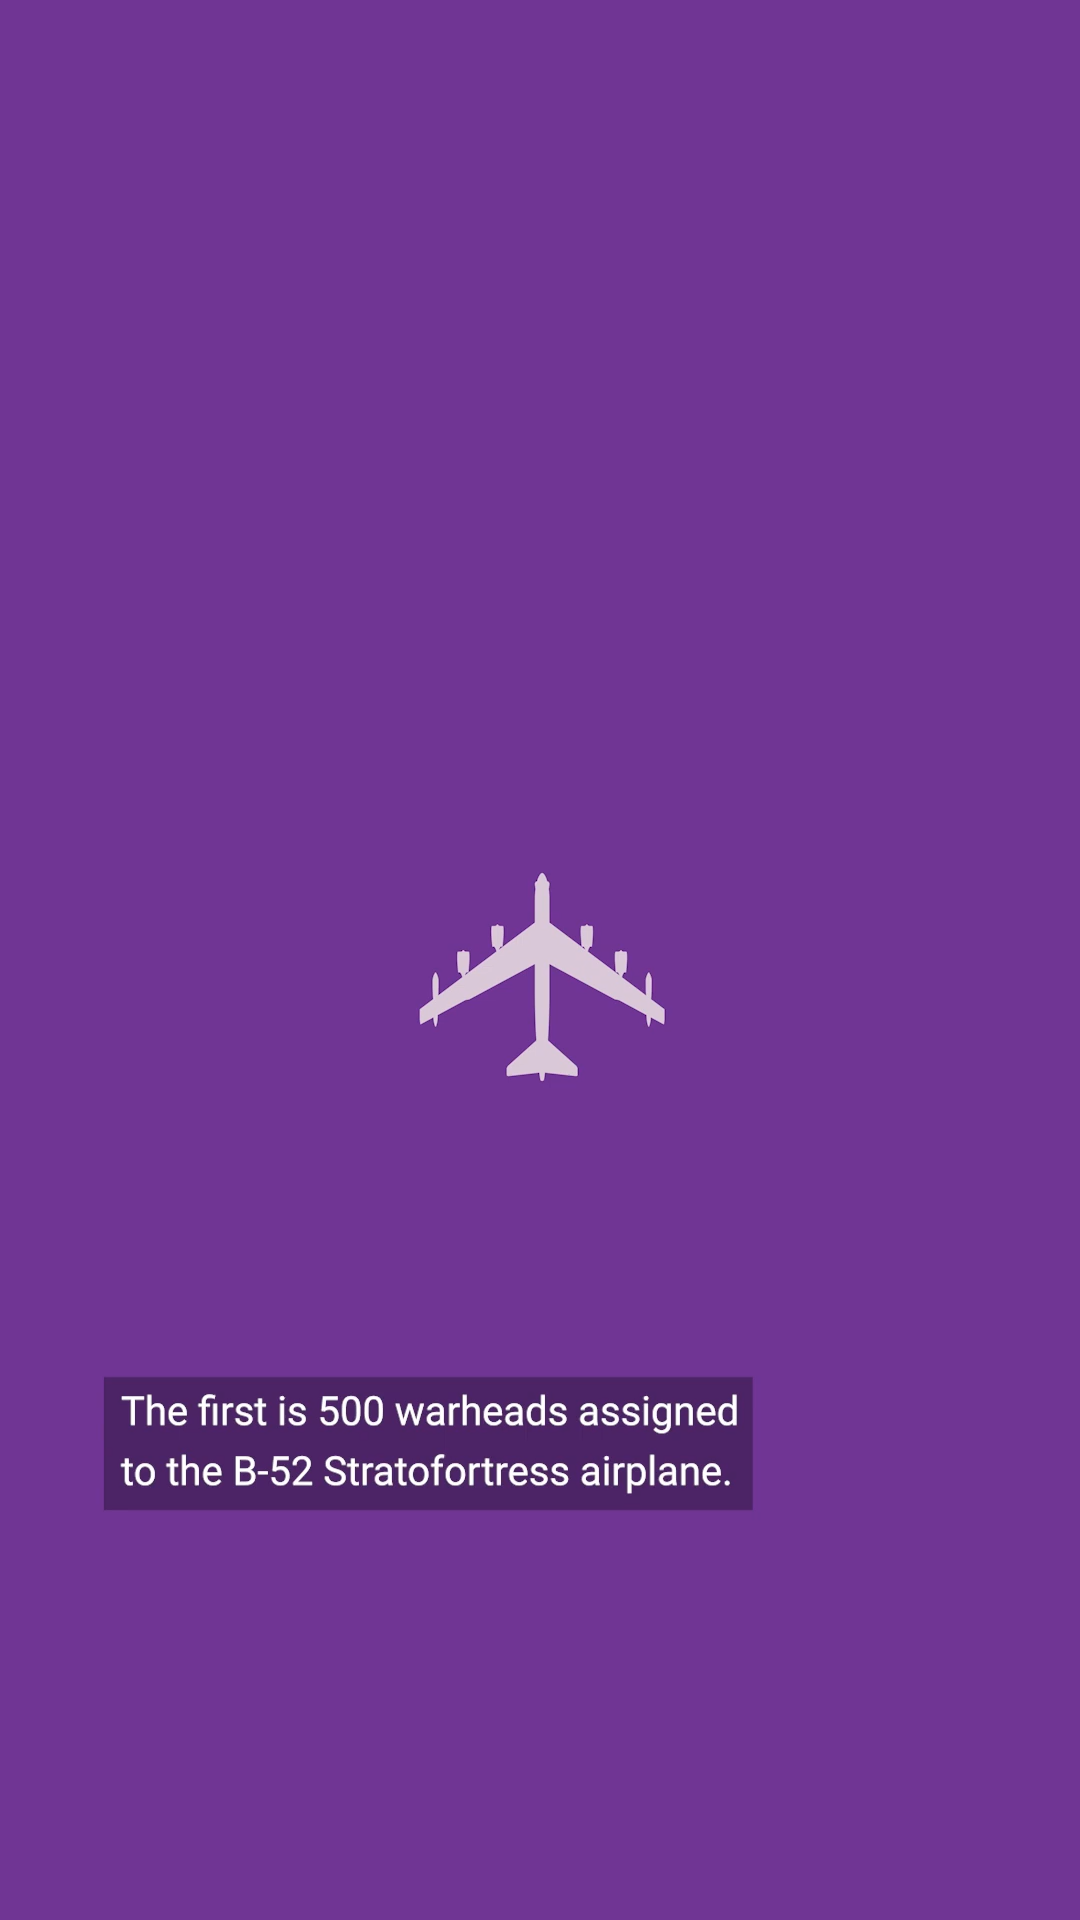 The first is 500 warheads assigned
to the B-52 Stratofortress airplane.